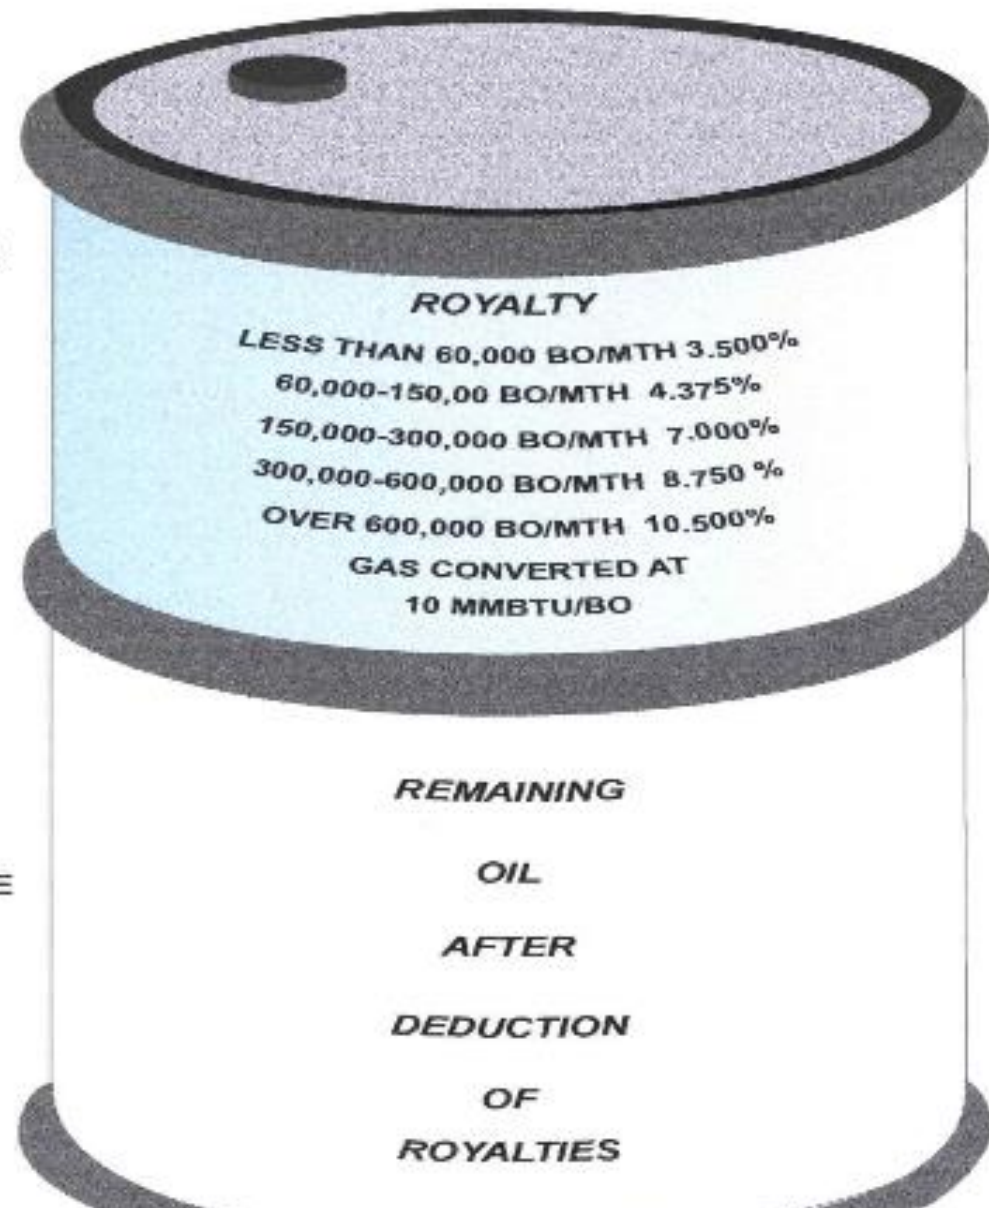 ROYALTY
LESS THAN 60,000 BO/MTH 3.500%
60,000-150,00 BO/MTH 4.375%
150,000-300,000 BO/MTH 7.000%
300,000-600,000 BO/MTH 8.750 %
OVER 600,000 BO/MTH 10.500%
GAS CONVERTED AT
10 MMBTU/BO
REMAINING
OIL
E
AFTER
DEDUCTION
OF
ROYALTIES